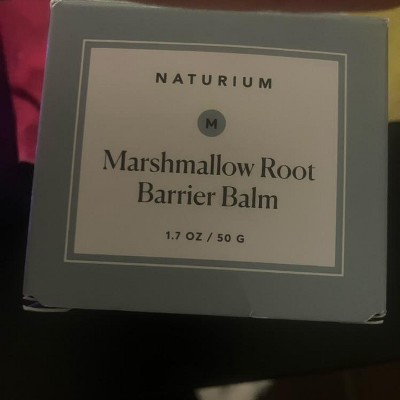 NATURIUM
M
Marshmallow Root
Barrier Balm
1.7 OZ / 50 G